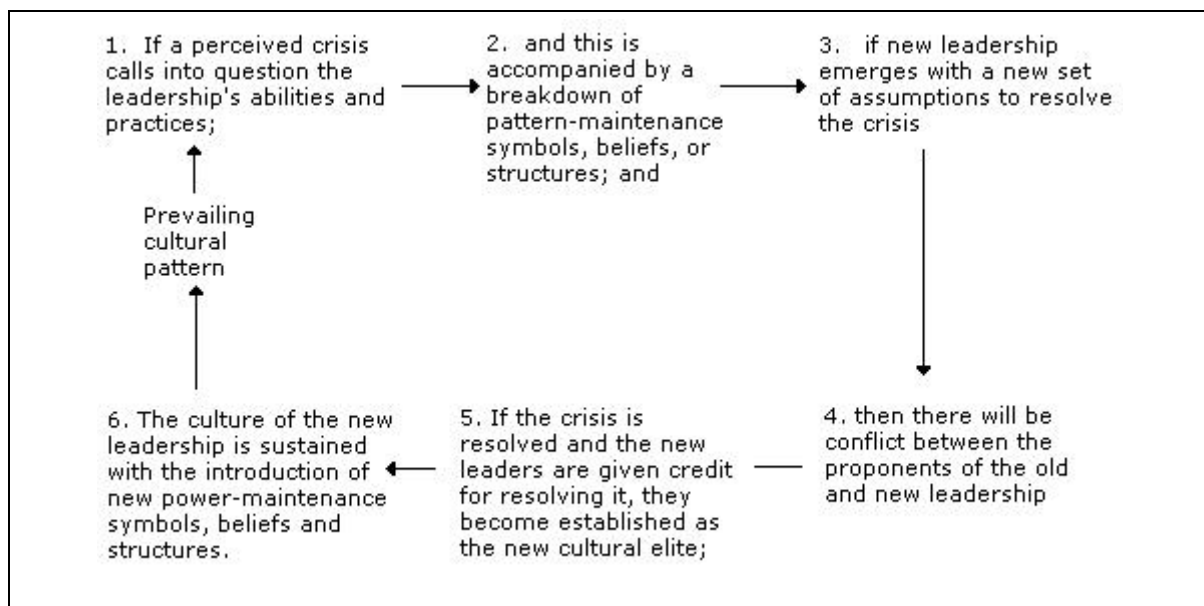 1. If a perceived crisis
calls into question the
leadership's abilities and
practices;
2. and this is
accompanied by a
breakdown of
pattern-maintenance
symbols, beliefs, or
structures; and
3. if new leadership
emerges with a new set
of assumptions to resolve
the crisis
4. then there will be
conflict between the
proponents of the old
and new leadership
5. If the crisis is
resolved and the new
leaders are given credit
for resolving it, they
become established as
the new cultural elite;
6. The culture of the new
leadership is sustained
with the introduction of
new power-maintenance
symbols, beliefs and
structures.
Prevailing
cultural
pattern